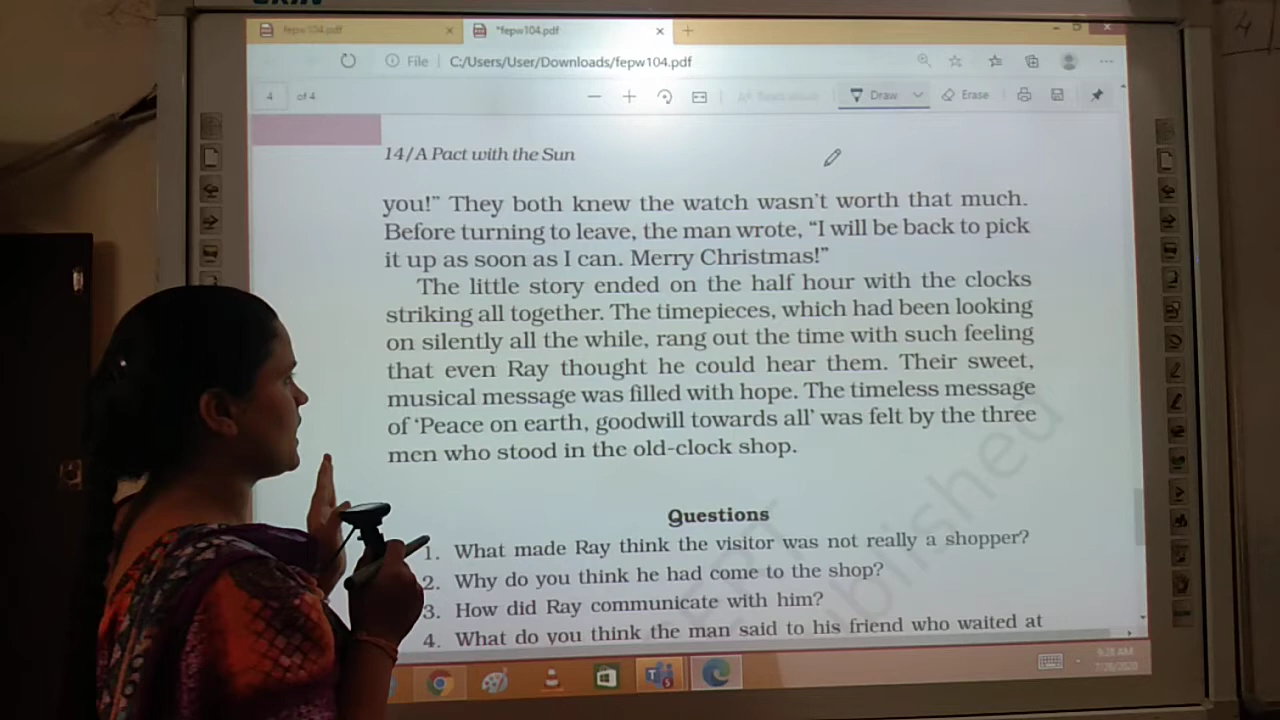 fepw104.pdf
*fepw104.pdf
File
C:/Users/User/Downloads/fepw104.pdf
4 of 4
Draw
Erase
14/A Pact with the Sun
you!” They both knew the watch wasn’t worth that much.
Before turning to leave, the man wrote, “I will be back to pick
it up as soon as I can. Merry Christmas!”
The little story ended on the half hour with the clocks
striking all together. The timepieces, which had been looking
on silently all the while, rang out the time with such feeling
that even Ray thought he could hear them. Their sweet,
musical message was filled with hope. The timeless message
of ‘Peace on earth, goodwill towards all’ was felt by the three
men who stood in the old-clock shop.
Questions
1. What made Ray think the visitor was not really a shopper?
2. Why do you think he had come to the shop?
3. How did Ray communicate with him?
4. What do you think the man said to his friend who waited at
9:28 AM
7/28/2020